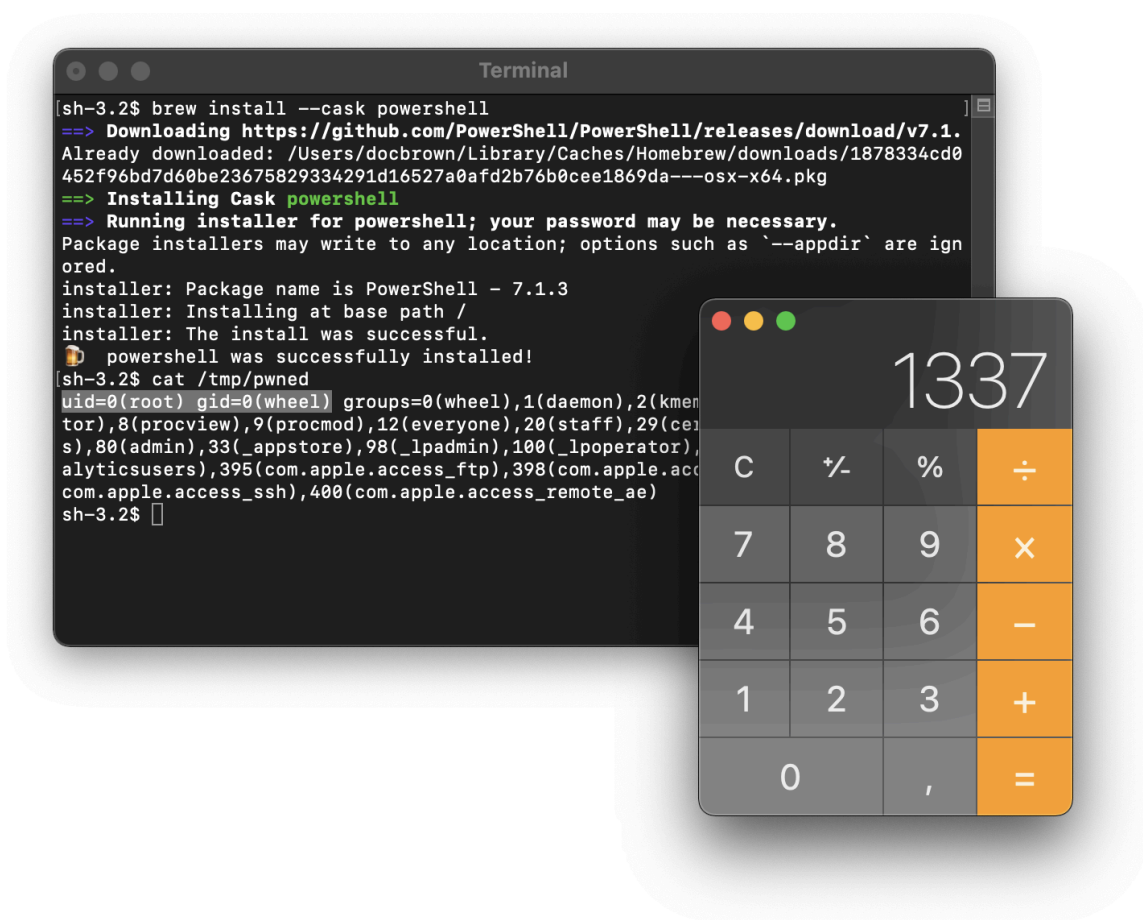 Terminal
[sh-3.2$ brew install --cask powershell ]
==> Downloading https://github.com/PowerShell/PowerShell/releases/download/v7.1.
Already downloaded: /Users/docbrown/Library/Caches/Homebrew/downloads/1878334cd0
452f96bd7d60be23675829334291d16527a0afd2b76b0cee1869da---osx-x64.pkg
==> Installing Cask powershell
==> Running installer for powershell; your password may be necessary.
Package installers may write to any location; options such as `--appdir` are ign
ored.
installer: Package name is PowerShell - 7.1.3
installer: Installing at base path /
installer: The install was successful.
🍺 powershell was successfully installed!
[sh-3.2$ cat /tmp/pwned
uid=0(root) gid=0(wheel) groups=0(wheel),1(daemon),2(kmem
tor),8(procview),9(procmod),12(everyone),20(staff),29(cer
s),80(admin),33(_appstore),98(_lpadmin),100(_lpoperator),
alyticsusers),395(com.apple.access_ftp),398(com.apple.acc
com.apple.access_ssh),400(com.apple.access_remote_ae)
sh-3.2$
1337
C +/- % ÷
7 8 9 ×
4 5 6 −
1 2 3 +
0 , =